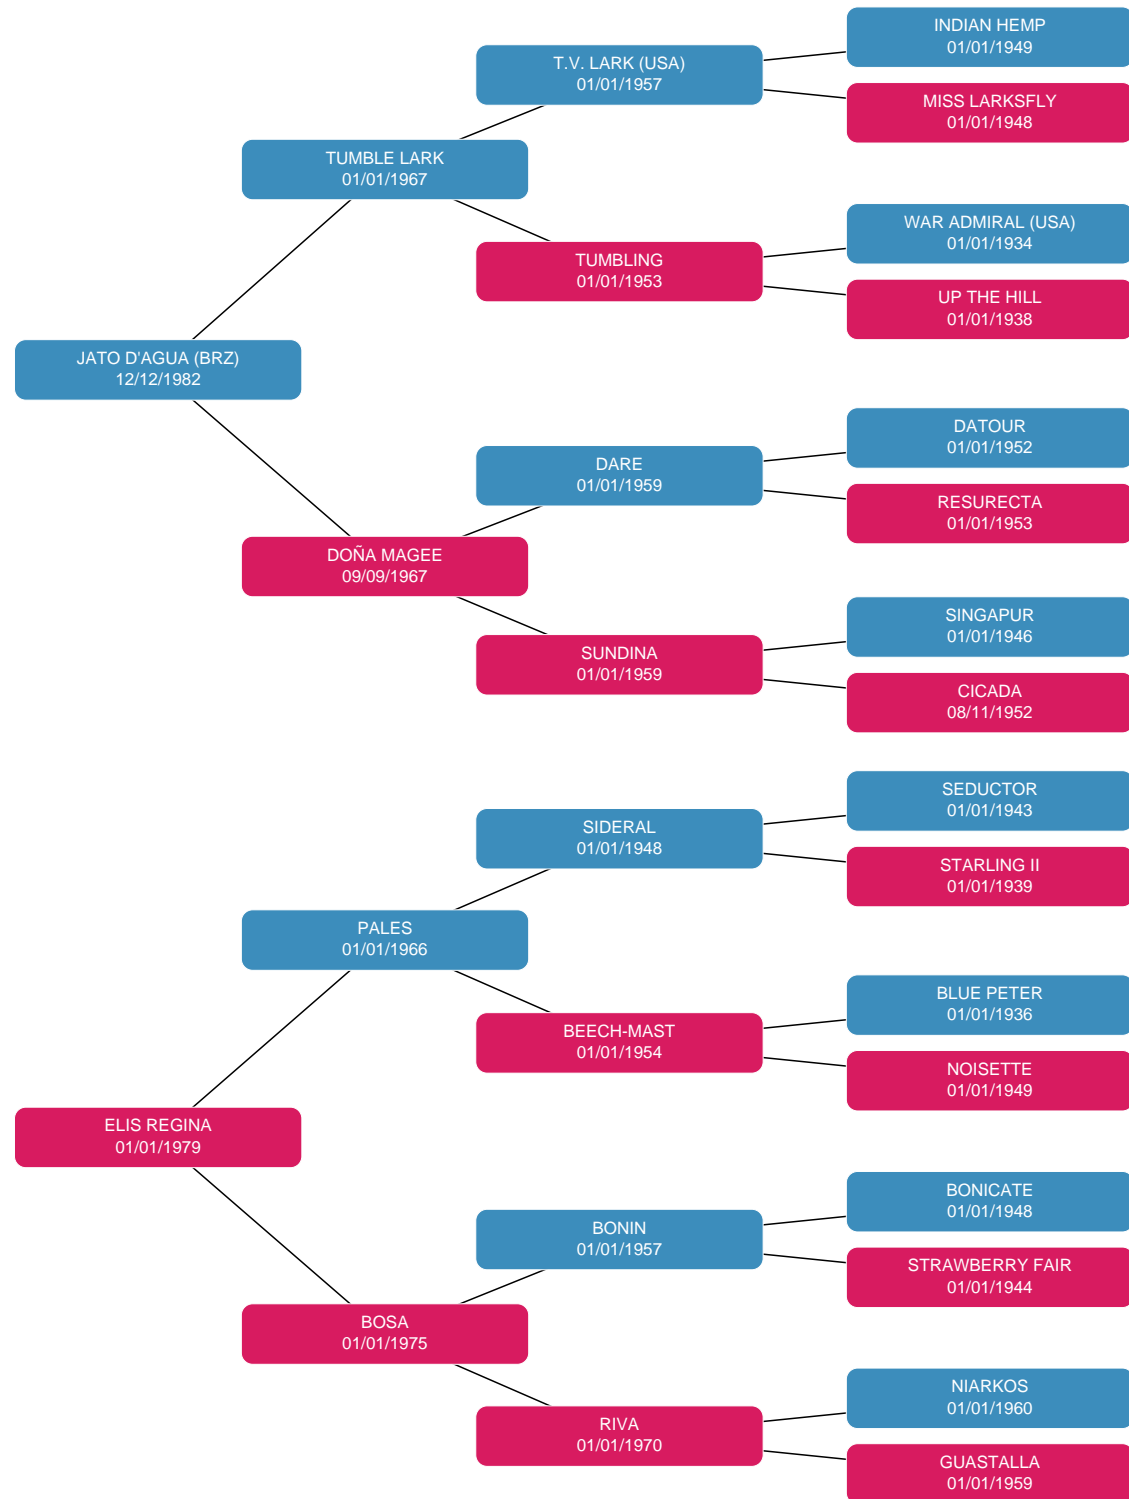 INDIAN HEMP
01/01/1949
T.V. LARK (USA)
01/01/1957
MISS LARKSFLY
01/01/1948
TUMBLE LARK
01/01/1967
WAR ADMIRAL (USA)
01/01/1934
TUMBLING
01/01/1953
UP THE HILL
01/01/1938
JATO D'AGUA (BRZ)
12/12/1982
DATOUR
01/01/1952
DARE
01/01/1959
RESURECTA
01/01/1953
DOÑA MAGEE
09/09/1967
SINGAPUR
01/01/1946
SUNDINA
01/01/1959
CICADA
08/11/1952
SEDUCTOR
01/01/1943
SIDERAL
01/01/1948
STARLING II
01/01/1939
PALES
01/01/1966
BLUE PETER
01/01/1936
BEECH-MAST
01/01/1954
NOISETTE
01/01/1949
ELIS REGINA
01/01/1979
BONICATE
01/01/1948
BONIN
01/01/1957
STRAWBERRY FAIR
01/01/1944
BOSA
01/01/1975
NIARKOS
01/01/1960
RIVA
01/01/1970
GUASTALLA
01/01/1959